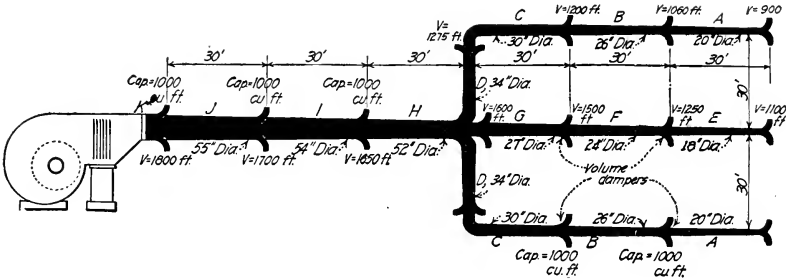 C V=1200 ft. B V=1060 ft. A V=900
V=
1275 ft.
30"Dia. 26"Dia. 20"Dia.
30' 30' 30' 30' 30' 30'
Cap.=1000
cu ft.
Cap=1000
cu ft.
Cap.=1000
cu ft.
D, 34"Dia.
30'
K J I H
V=1600
ft.
G
V=1500
ft
F
V=1250
ft
E
V=1100
ft
55"Dia. 54"Dia. 52"Dia.
27"Dia. 24"Dia. 18"Dia.
V=1800 ft. V=1700 ft. V=1650 ft.
Volume
dampers
D, 34"Dia.
30'
30"Dia. 26"Dia. 20"Dia.
C B A
Cap=1000
cu.ft.
Cap.=1000
cu ft.